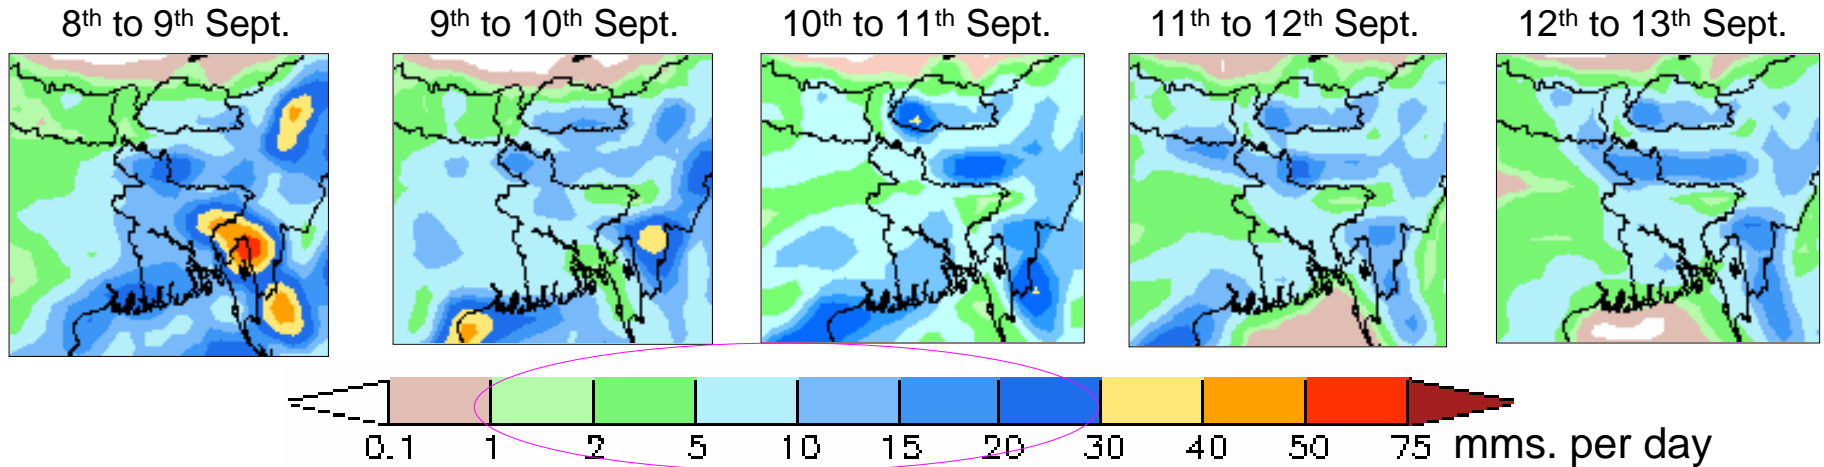 8th to 9th Sept.
9th to 10th Sept.
10th to 11th Sept.
11th to 12th Sept.
12th to 13th Sept.
0.1 1 2 5 10 15 20 30 40 50 75 mms. per day